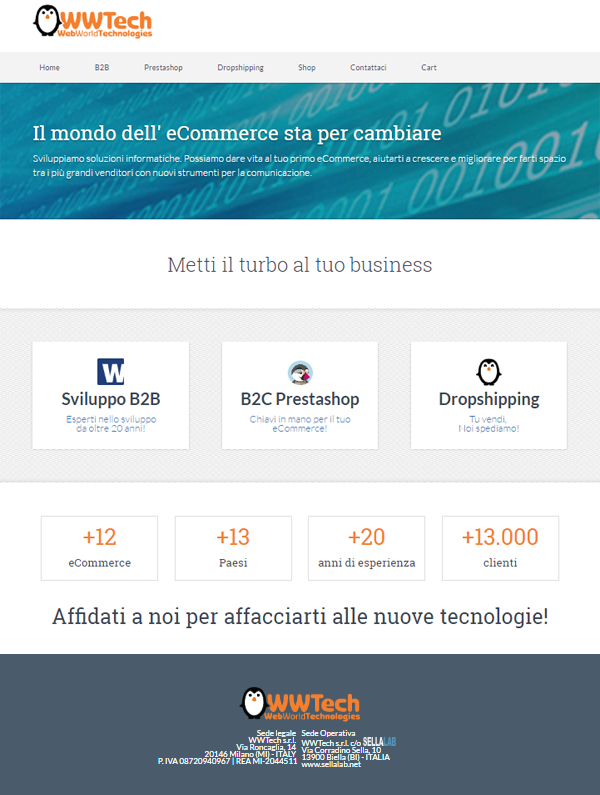 WWTech
WebWorldTechnologies
Home B2B Prestashop Dropshipping Shop Contattaci Cart
Il mondo dell' eCommerce sta per cambiare
Sviluppiamo soluzioni informatiche. Possiamo dare vita al tuo primo eCommerce, aiutarti a crescere e migliorare per farti spazio
tra i più grandi venditori con nuovi strumenti per la comunicazione.
Metti il turbo al tuo business
W
Sviluppo B2B
Esperti nello sviluppo
da oltre 20 anni!
B2C Prestashop
Chiavi in mano per il tuo
eCommerce!
Dropshipping
Tu vendi,
Noi spediamo!
+12
eCommerce
+13
Paesi
+20
anni di esperienza
+13.000
clienti
Affidati a noi per affacciarti alle nuove tecnologie!
WWTech
WebWorldTechnologies
Sede legale
WWTech s.r.l.
Via Roncaglia, 14
20146 Milano (MI) - ITALY
P. IVA 08720940967 | REA MI-2044511
Sede Operativa
WWTech s.r.l. c/o SELLALAB
Via Corradino Sella, 10
13900 Biella (BI) - ITALIA
www.sellalab.net